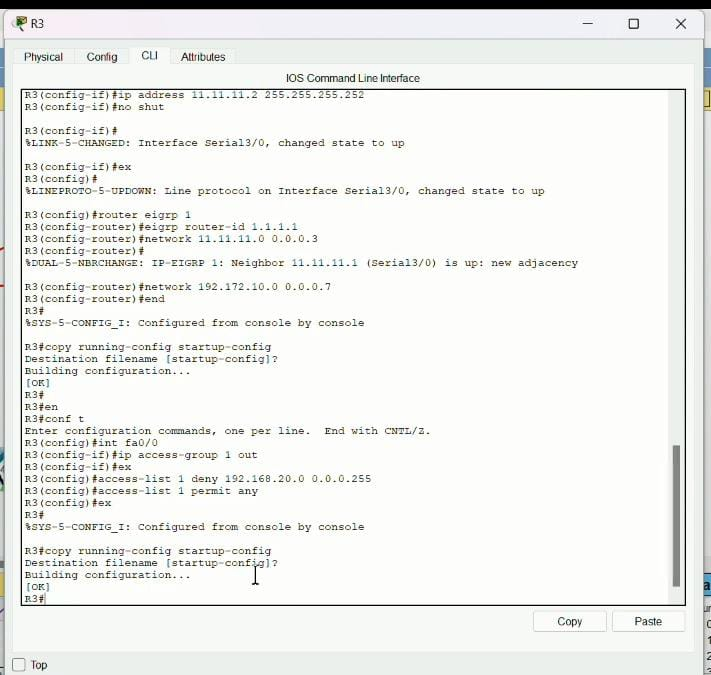 R3
Physical Config CLI Attributes
IOS Command Line Interface
R3(config-if)#ip address 11.11.11.2 255.255.255.252
R3(config-if)#no shut
R3(config-if)#
%LINK-5-CHANGED: Interface Serial3/0, changed state to up
R3(config-if)#ex
R3(config)#
%LINEPROTO-5-UPDOWN: Line protocol on Interface Serial3/0, changed state to up
R3(config)#router eigrp 1
R3(config-router)#eigrp router-id 1.1.1.1
R3(config-router)#network 11.11.11.0 0.0.0.3
R3(config-router)#
%DUAL-5-NBRCHANGE: IP-EIGRP 1: Neighbor 11.11.11.1 (Serial3/0) is up: new adjacency
R3(config-router)#network 192.172.10.0 0.0.0.7
R3(config-router)#end
R3#
%SYS-5-CONFIG_I: Configured from console by console
R3#copy running-config startup-config
Destination filename [startup-config]?
Building configuration...
[OK]
R3#
R3#en
R3#conf t
Enter configuration commands, one per line. End with CNTL/Z.
R3(config)#int fa0/0
R3(config-if)#ip access-group 1 out
R3(config-if)#ex
R3(config)#access-list 1 deny 192.168.20.0 0.0.0.255
R3(config)#access-list 1 permit any
R3(config)#ex
R3#
%SYS-5-CONFIG_I: Configured from console by console
R3#copy running-config startup-config
Destination filename [startup-config]?
Building configuration...
[OK]
R3#
Copy Paste
Top